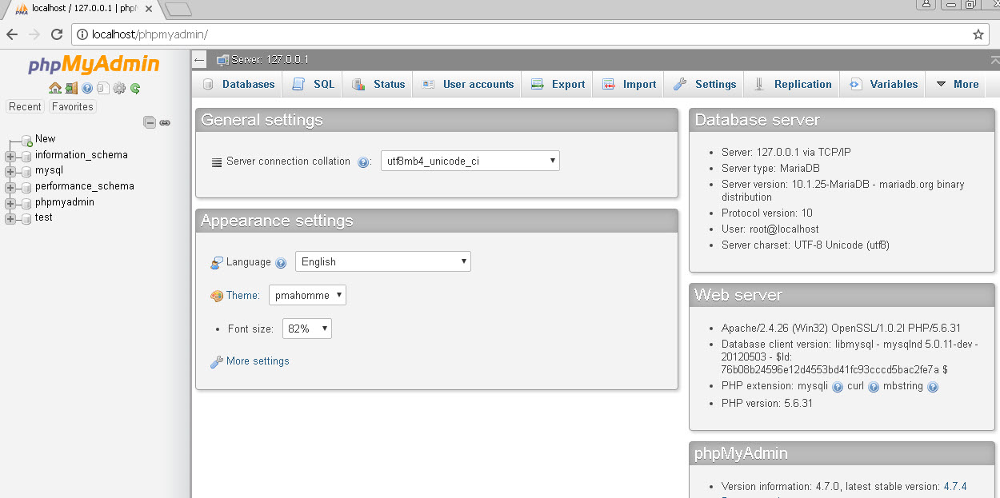 localhost / 127.0.0.1 | phpM
localhost/phpmyadmin/
phpMyAdmin
Recent Favorites
New
information_schema
mysql
performance_schema
phpmyadmin
test
Server: 127.0.0.1
Databases SQL Status User accounts Export Import Settings Replication Variables More
General settings
Server connection collation : utf8mb4_unicode_ci
Appearance settings
Language English
Theme: pmahomme
Font size: 82%
More settings
Database server
Server: 127.0.0.1 via TCP/IP
Server type: MariaDB
Server version: 10.1.25-MariaDB - mariadb.org binary
distribution
Protocol version: 10
User: root@localhost
Server charset: UTF-8 Unicode (utf8)
Web server
Apache/2.4.26 (Win32) OpenSSL/1.0.2l PHP/5.6.31
Database client version: libmysql - mysqlnd 5.0.11-dev -
20120503 - $Id:
76b08b24596e12d4553bd41fc93cccd5bac2fe7a $
PHP extension: mysqli curl mbstring
PHP version: 5.6.31
phpMyAdmin
Version information: 4.7.0, latest stable version: 4.7.4